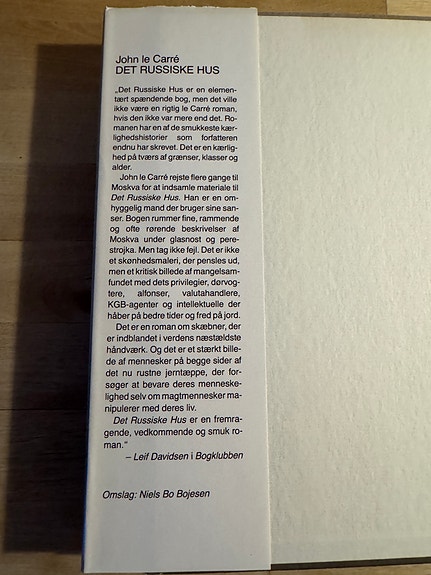 John le Carré
DET RUSSISKE HUS
„Det Russiske Hus er en elemen-
tært spændende bog, men det ville
ikke være en rigtig le Carré roman,
hvis den ikke var mere end det. Ro-
manen har en af de smukkeste kær-
lighedshistorier som forfatteren
endnu har skrevet. Det er en kærlig-
hed på tværs af grænser, klasser og
alder.
John le Carré rejste flere gange til
Moskva for at indsamle materiale til
Det Russiske Hus. Han er en om-
hyggelig mand der bruger sine san-
ser. Bogen rummer fine, rammende
og ofte rørende beskrivelser af
Moskva under glasnost og pere-
strojka. Men tag ikke fejl. Det er ikke
et skønhedsmaleri, der pensles ud,
men et kritisk billede af mangelsam-
fundet med dets privilegier, dørvog-
tere, alfonser, valutahandlere,
KGB-agenter og intellektuelle der
håber på bedre tider og fred på jord.
Det er en roman om skæbner, der
er indblandet i verdens næstældste
håndværk. Og det er et stærkt bille-
de af mennesker på begge sider af
det nu rustne jerntæppe, der for-
søger at bevare deres menneske-
lighed selv om magtmennesker ma-
nipulerer med deres liv.
Det Russiske Hus er en fremra-
gende, vedkommende og smuk ro-
man.“
– Leif Davidsen i Bogklubben
Omslag: Niels Bo Bojesen